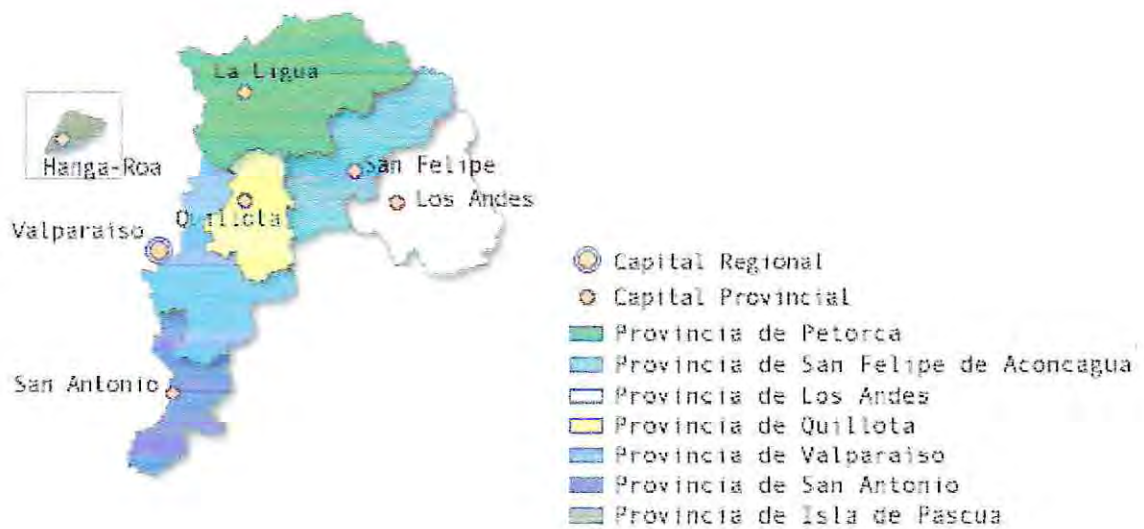 La Ligua
Hanga-Roa
San Felipe
Los Andes
Quillota
Valparaiso
San Antonio
Capital Regional
Capital Provincial
Provincia de Petorca
Provincia de San Felipe de Aconcagua
Provincia de Los Andes
Provincia de Quillota
Provincia de Valparaiso
Provincia de San Antonio
Provincia de Isla de Pascua